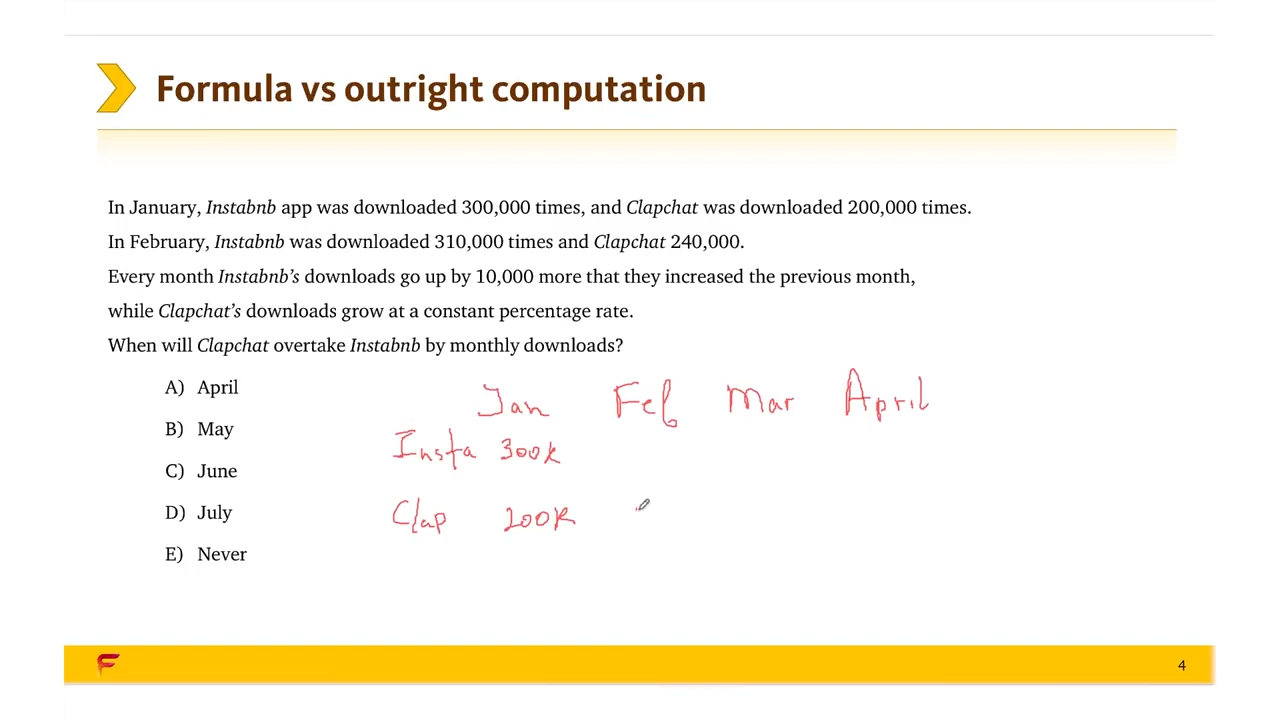 Formula vs outright computation
In January, Instabnb app was downloaded 300,000 times, and Clapchat was downloaded 200,000 times.
In February, Instabnb was downloaded 310,000 times and Clapchat 240,000.
Every month Instabnb’s downloads go up by 10,000 more that they increased the previous month,
while Clapchat’s downloads grow at a constant percentage rate.
When will Clapchat overtake Instabnb by monthly downloads?
A) April
B) May
C) June
D) July
E) Never
Jan Feb Mar April
Insta 300k
Clap 200k
F
4